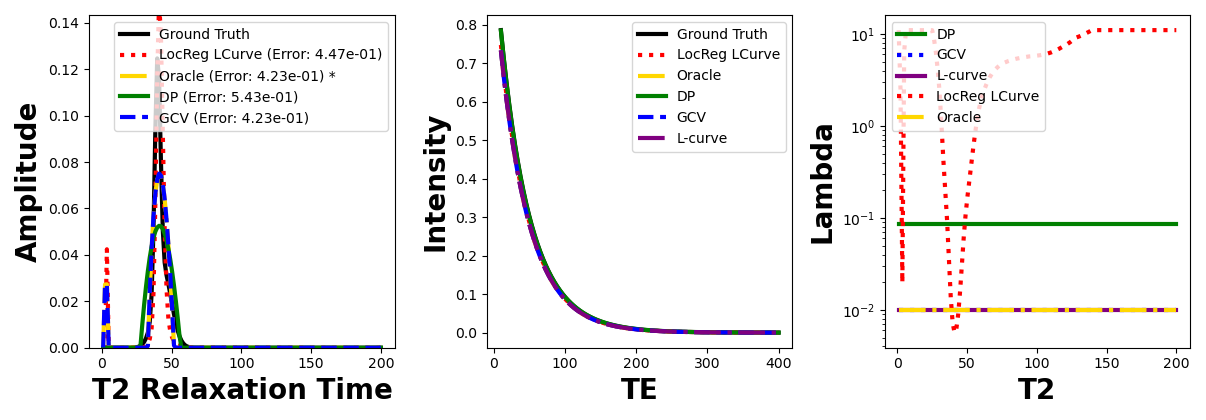 0.14
0.12
0.10
0.08
0.06
0.04
0.02
0.00
Amplitude
Ground Truth
LocReg LCurve (Error: 4.47e-01)
Oracle (Error: 4.23e-01) *
DP (Error: 5.43e-01)
GCV (Error: 4.23e-01)
0 50 100 150 200
T2 Relaxation Time
0.8
0.7
0.6
0.5
0.4
0.3
0.2
0.1
0.0
Intensity
Ground Truth
LocReg LCurve
Oracle
DP
GCV
L-curve
0 100 200 300 400
TE
10¹
10⁰
10⁻¹
10⁻²
Lambda
DP
GCV
L-curve
LocReg LCurve
Oracle
0 50 100 150 200
T2